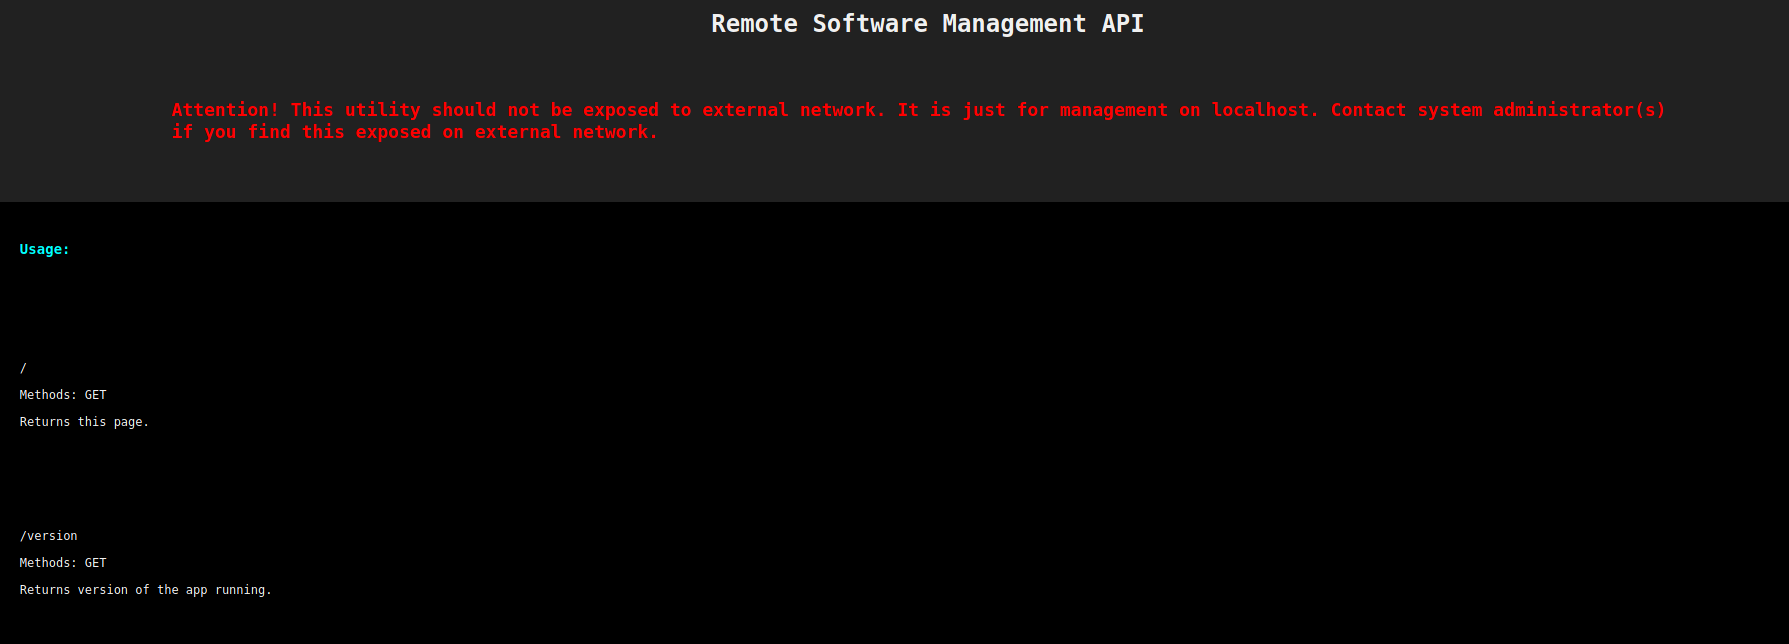 Remote Software Management API
Attention! This utility should not be exposed to external network. It is just for management on localhost. Contact system administrator(s)
if you find this exposed on external network.
Usage:
/
Methods: GET
Returns this page.
/version
Methods: GET
Returns version of the app running.